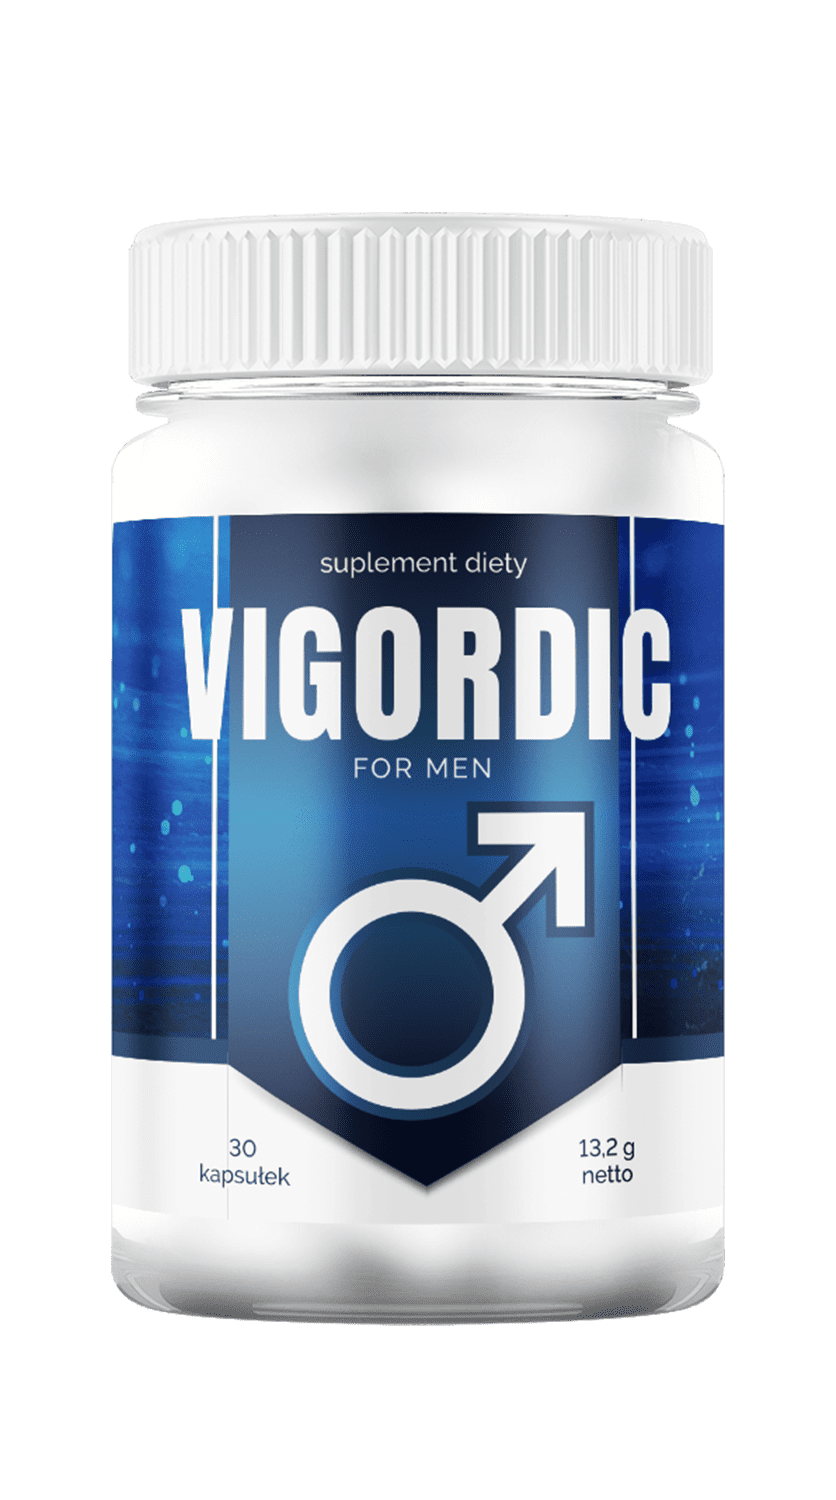 suplement diety
VIGORDIC
FOR MEN
30
kapsułek
13,2 g
netto